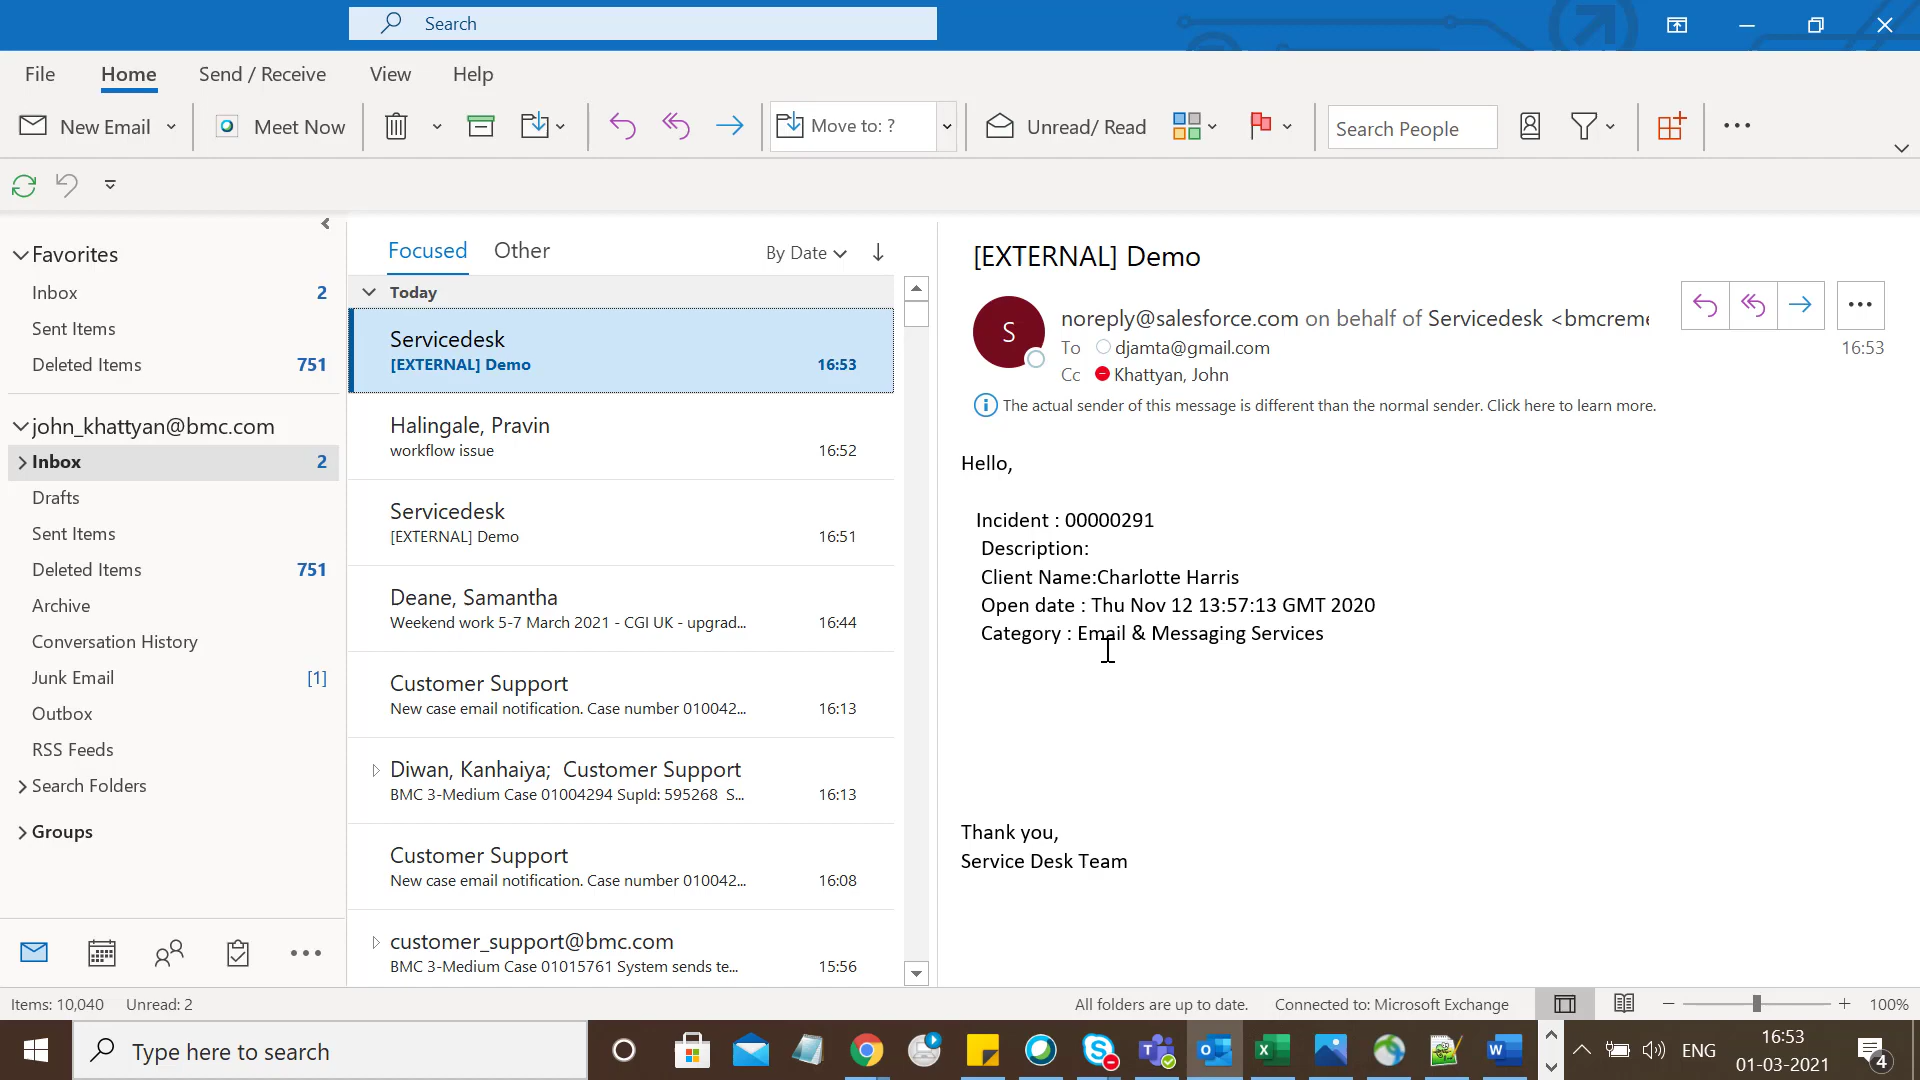 Search
File
Home
Send / Receive
View
Help
New Email
Meet Now
Move to: ?
Unread/ Read
Search People
Favorites
Inbox 2
Sent Items
Deleted Items 751
john_khattyan@bmc.com
Inbox 2
Drafts
Sent Items
Deleted Items 751
Archive
Conversation History
Junk Email [1]
Outbox
RSS Feeds
Search Folders
Groups
Focused
Other
By Date
Today
Servicedesk
[EXTERNAL] Demo 16:53
Halingale, Pravin
workflow issue 16:52
Servicedesk
[EXTERNAL] Demo 16:51
Deane, Samantha
Weekend work 5-7 March 2021 - CGI UK - upgrad... 16:44
Customer Support
New case email notification. Case number 010042... 16:13
Diwan, Kanhaiya; Customer Support
BMC 3-Medium Case 01004294 SupId: 595268 S... 16:13
Customer Support
New case email notification. Case number 010042... 16:08
customer_support@bmc.com
BMC 3-Medium Case 01015761 System sends te... 15:56
[EXTERNAL] Demo
S
noreply@salesforce.com on behalf of Servicedesk <bmcreme
To djamta@gmail.com 16:53
Cc Khattyan, John
The actual sender of this message is different than the normal sender. Click here to learn more.
Hello,
Incident : 00000291
Description:
Client Name:Charlotte Harris
Open date : Thu Nov 12 13:57:13 GMT 2020
Category : Email & Messaging Services
Thank you,
Service Desk Team
Items: 10,040 Unread: 2
All folders are up to date. Connected to: Microsoft Exchange
100%
Type here to search
ENG
16:53
01-03-2021
4